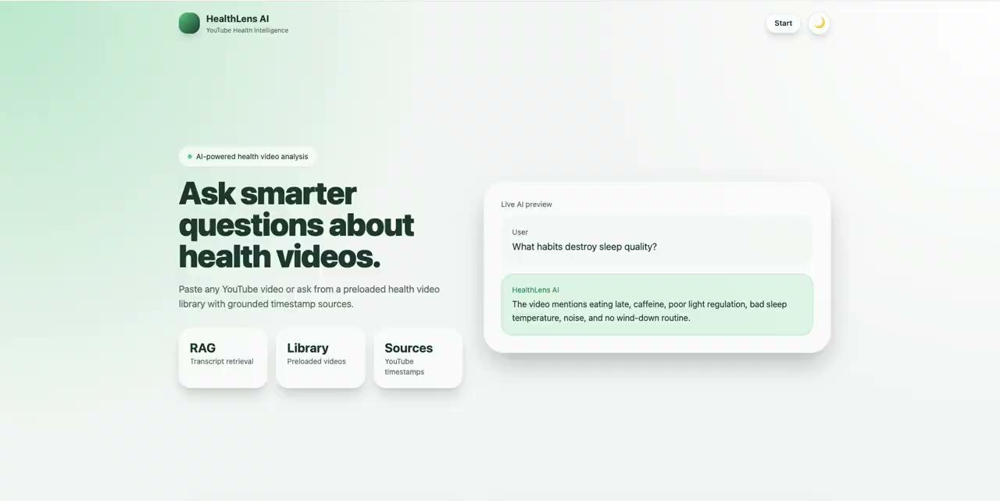 HealthLens AI
YouTube Health Intelligence
Start
AI-powered health video analysis
Ask smarter
questions about
health videos.
Paste any YouTube video or ask from a preloaded health video
library with grounded timestamp sources.
RAG
Transcript retrieval
Library
Preloaded videos
Sources
YouTube
timestamps
Live AI preview
User
What habits destroy sleep quality?
HealthLens AI
The video mentions eating late, caffeine, poor light regulation, bad sleep
temperature, noise, and no wind-down routine.